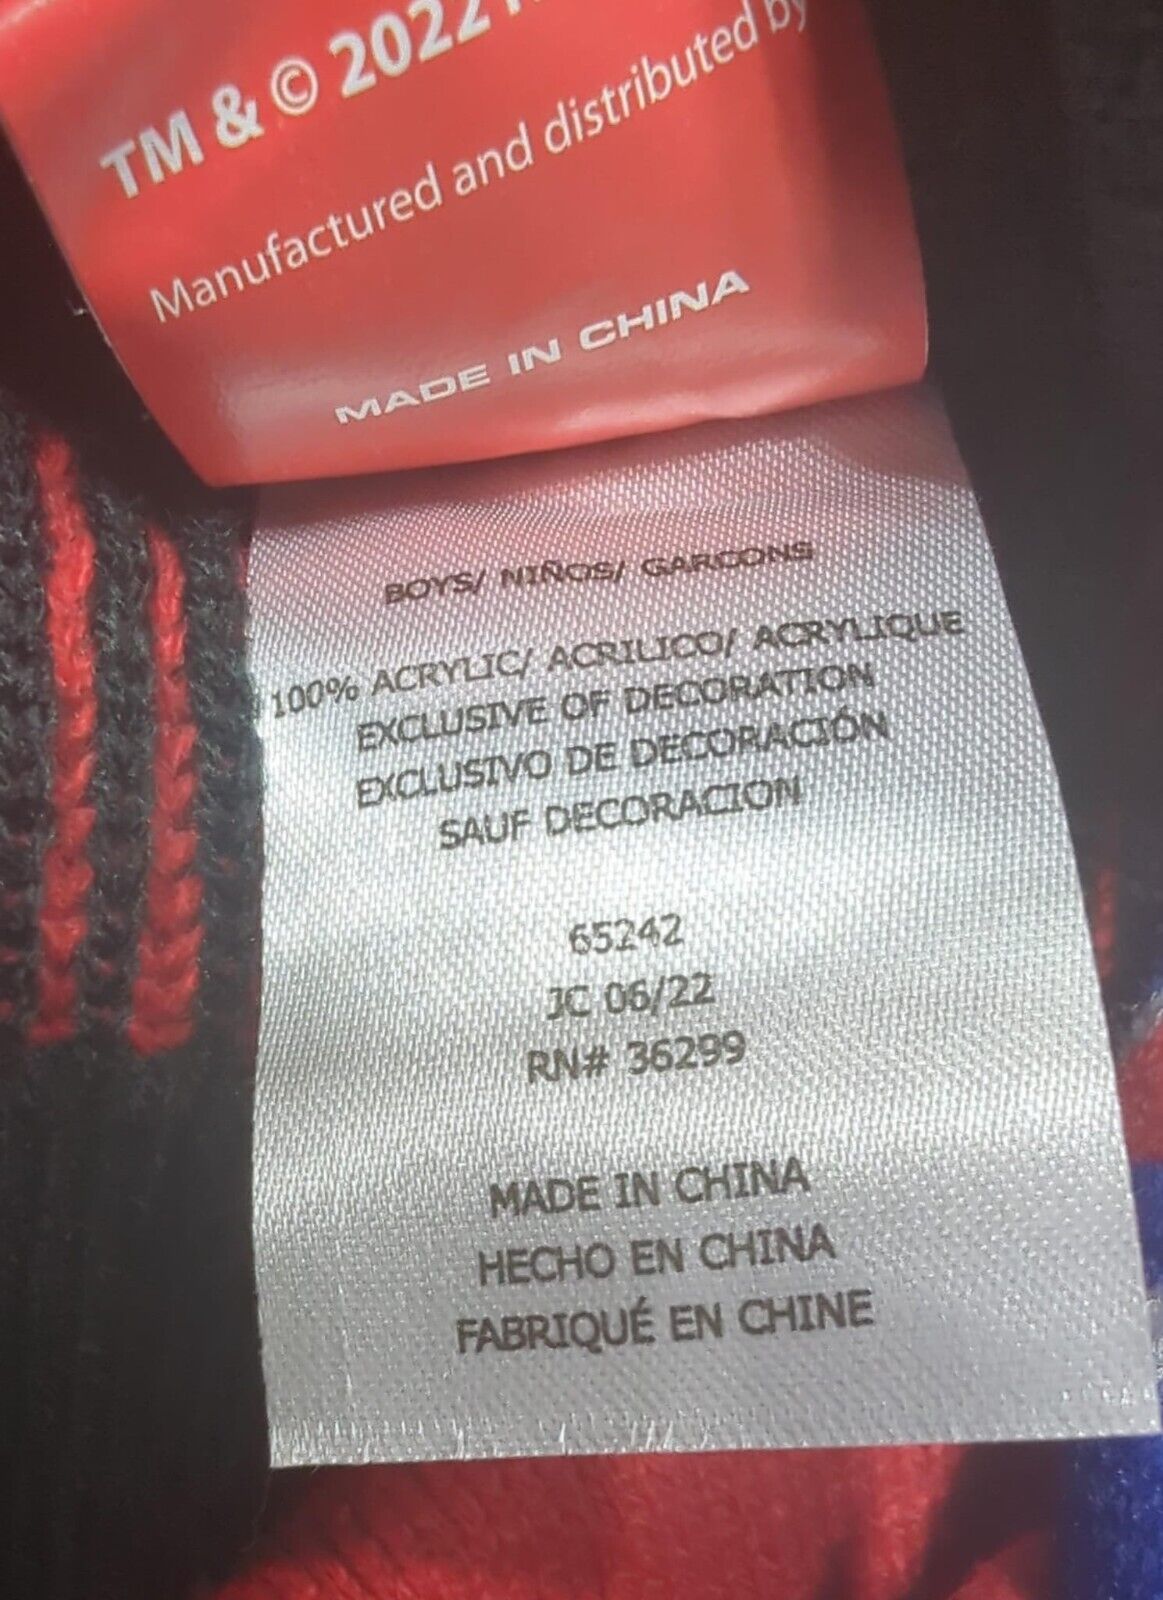 TM & © 2022
Manufactured and distributed by
MADE IN CHINA
BOYS/ NIÑOS/ GARCONS
100% ACRYLIC/ ACRILICO/ ACRYLIQUE
EXCLUSIVE OF DECORATION
EXCLUSIVO DE DECORACIÓN
SAUF DECORACION
65242
JC 06/22
RN# 36299
MADE IN CHINA
HECHO EN CHINA
FABRIQUÉ EN CHINE